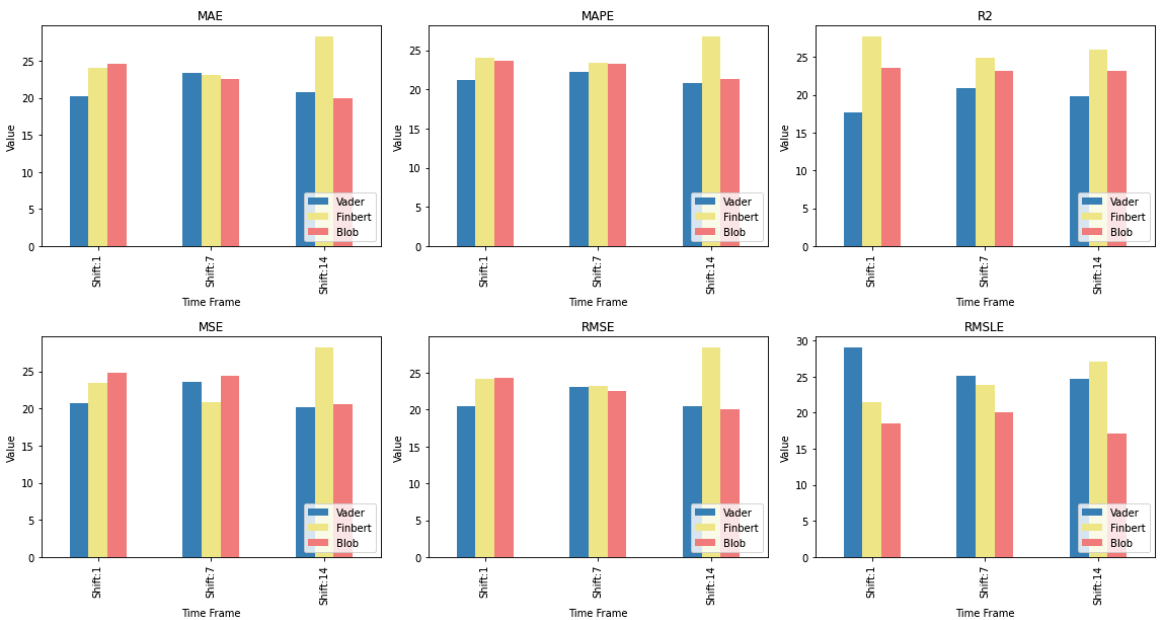 MAE
25
20
15
10
5
0
Value
Vader
Finbert
Blob
Shift:1
Shift:7
Shift:14
Time Frame
MAPE
25
20
15
10
5
0
Value
Vader
Finbert
Blob
Shift:1
Shift:7
Shift:14
Time Frame
R2
25
20
15
10
5
0
Value
Vader
Finbert
Blob
Shift:1
Shift:7
Shift:14
Time Frame
MSE
25
20
15
10
5
0
Value
Vader
Finbert
Blob
Shift:1
Shift:7
Shift:14
Time Frame
RMSE
25
20
15
10
5
0
Value
Vader
Finbert
Blob
Shift:1
Shift:7
Shift:14
Time Frame
RMSLE
30
25
20
15
10
5
0
Value
Vader
Finbert
Blob
Shift:1
Shift:7
Shift:14
Time Frame